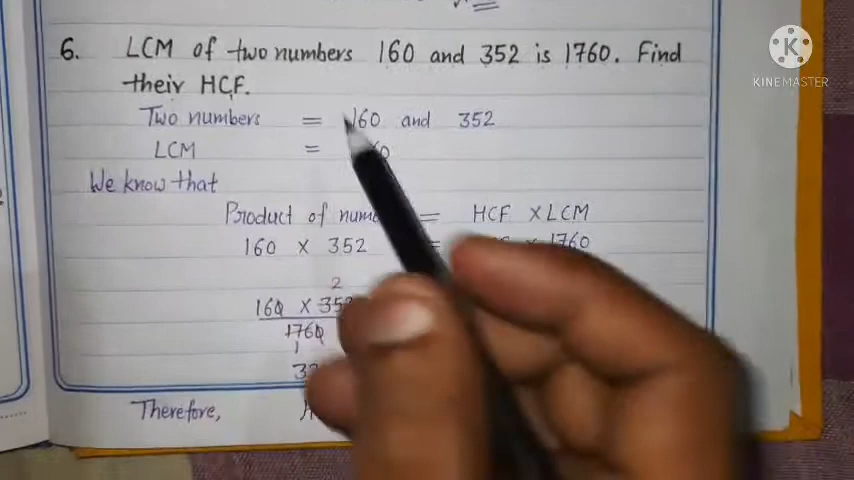 6. LCM of two numbers 160 and 352 is 1760. Find
their HCF.
Two numbers = 160 and 352
LCM =
We know that
Product of = HCF × LCM
160 × 352 = × 1760
2
160 × 352
1760
1
Therefore,
K
KINEMASTER